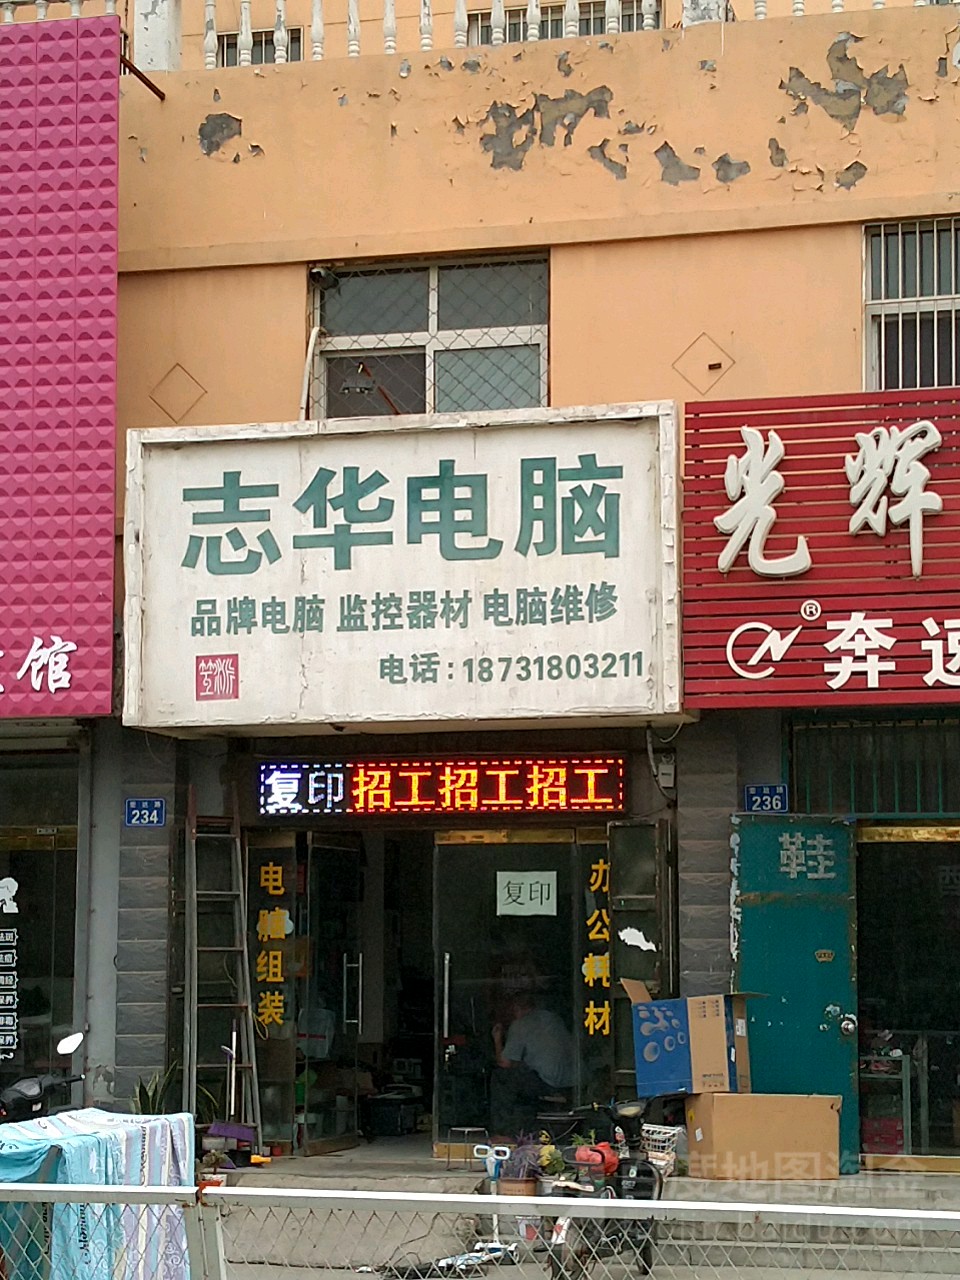 志华电脑
品牌电脑 监控器材 电脑维修
电话：18731803211
光辉
奔速
馆
复印招工招工招工
234
236
电脑组装
复印
办公耗材
鞋